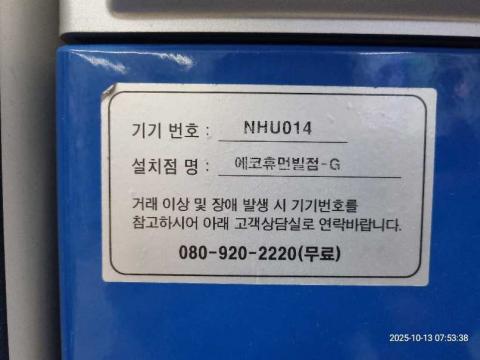 기기 번호 : NHU014
설치점 명 : 에코휴먼빌점-G
거래 이상 및 장애 발생 시 기기번호를
참고하시어 아래 고객상담실로 연락바랍니다.
080-920-2220(무료)
2025-10-13 07:53:38